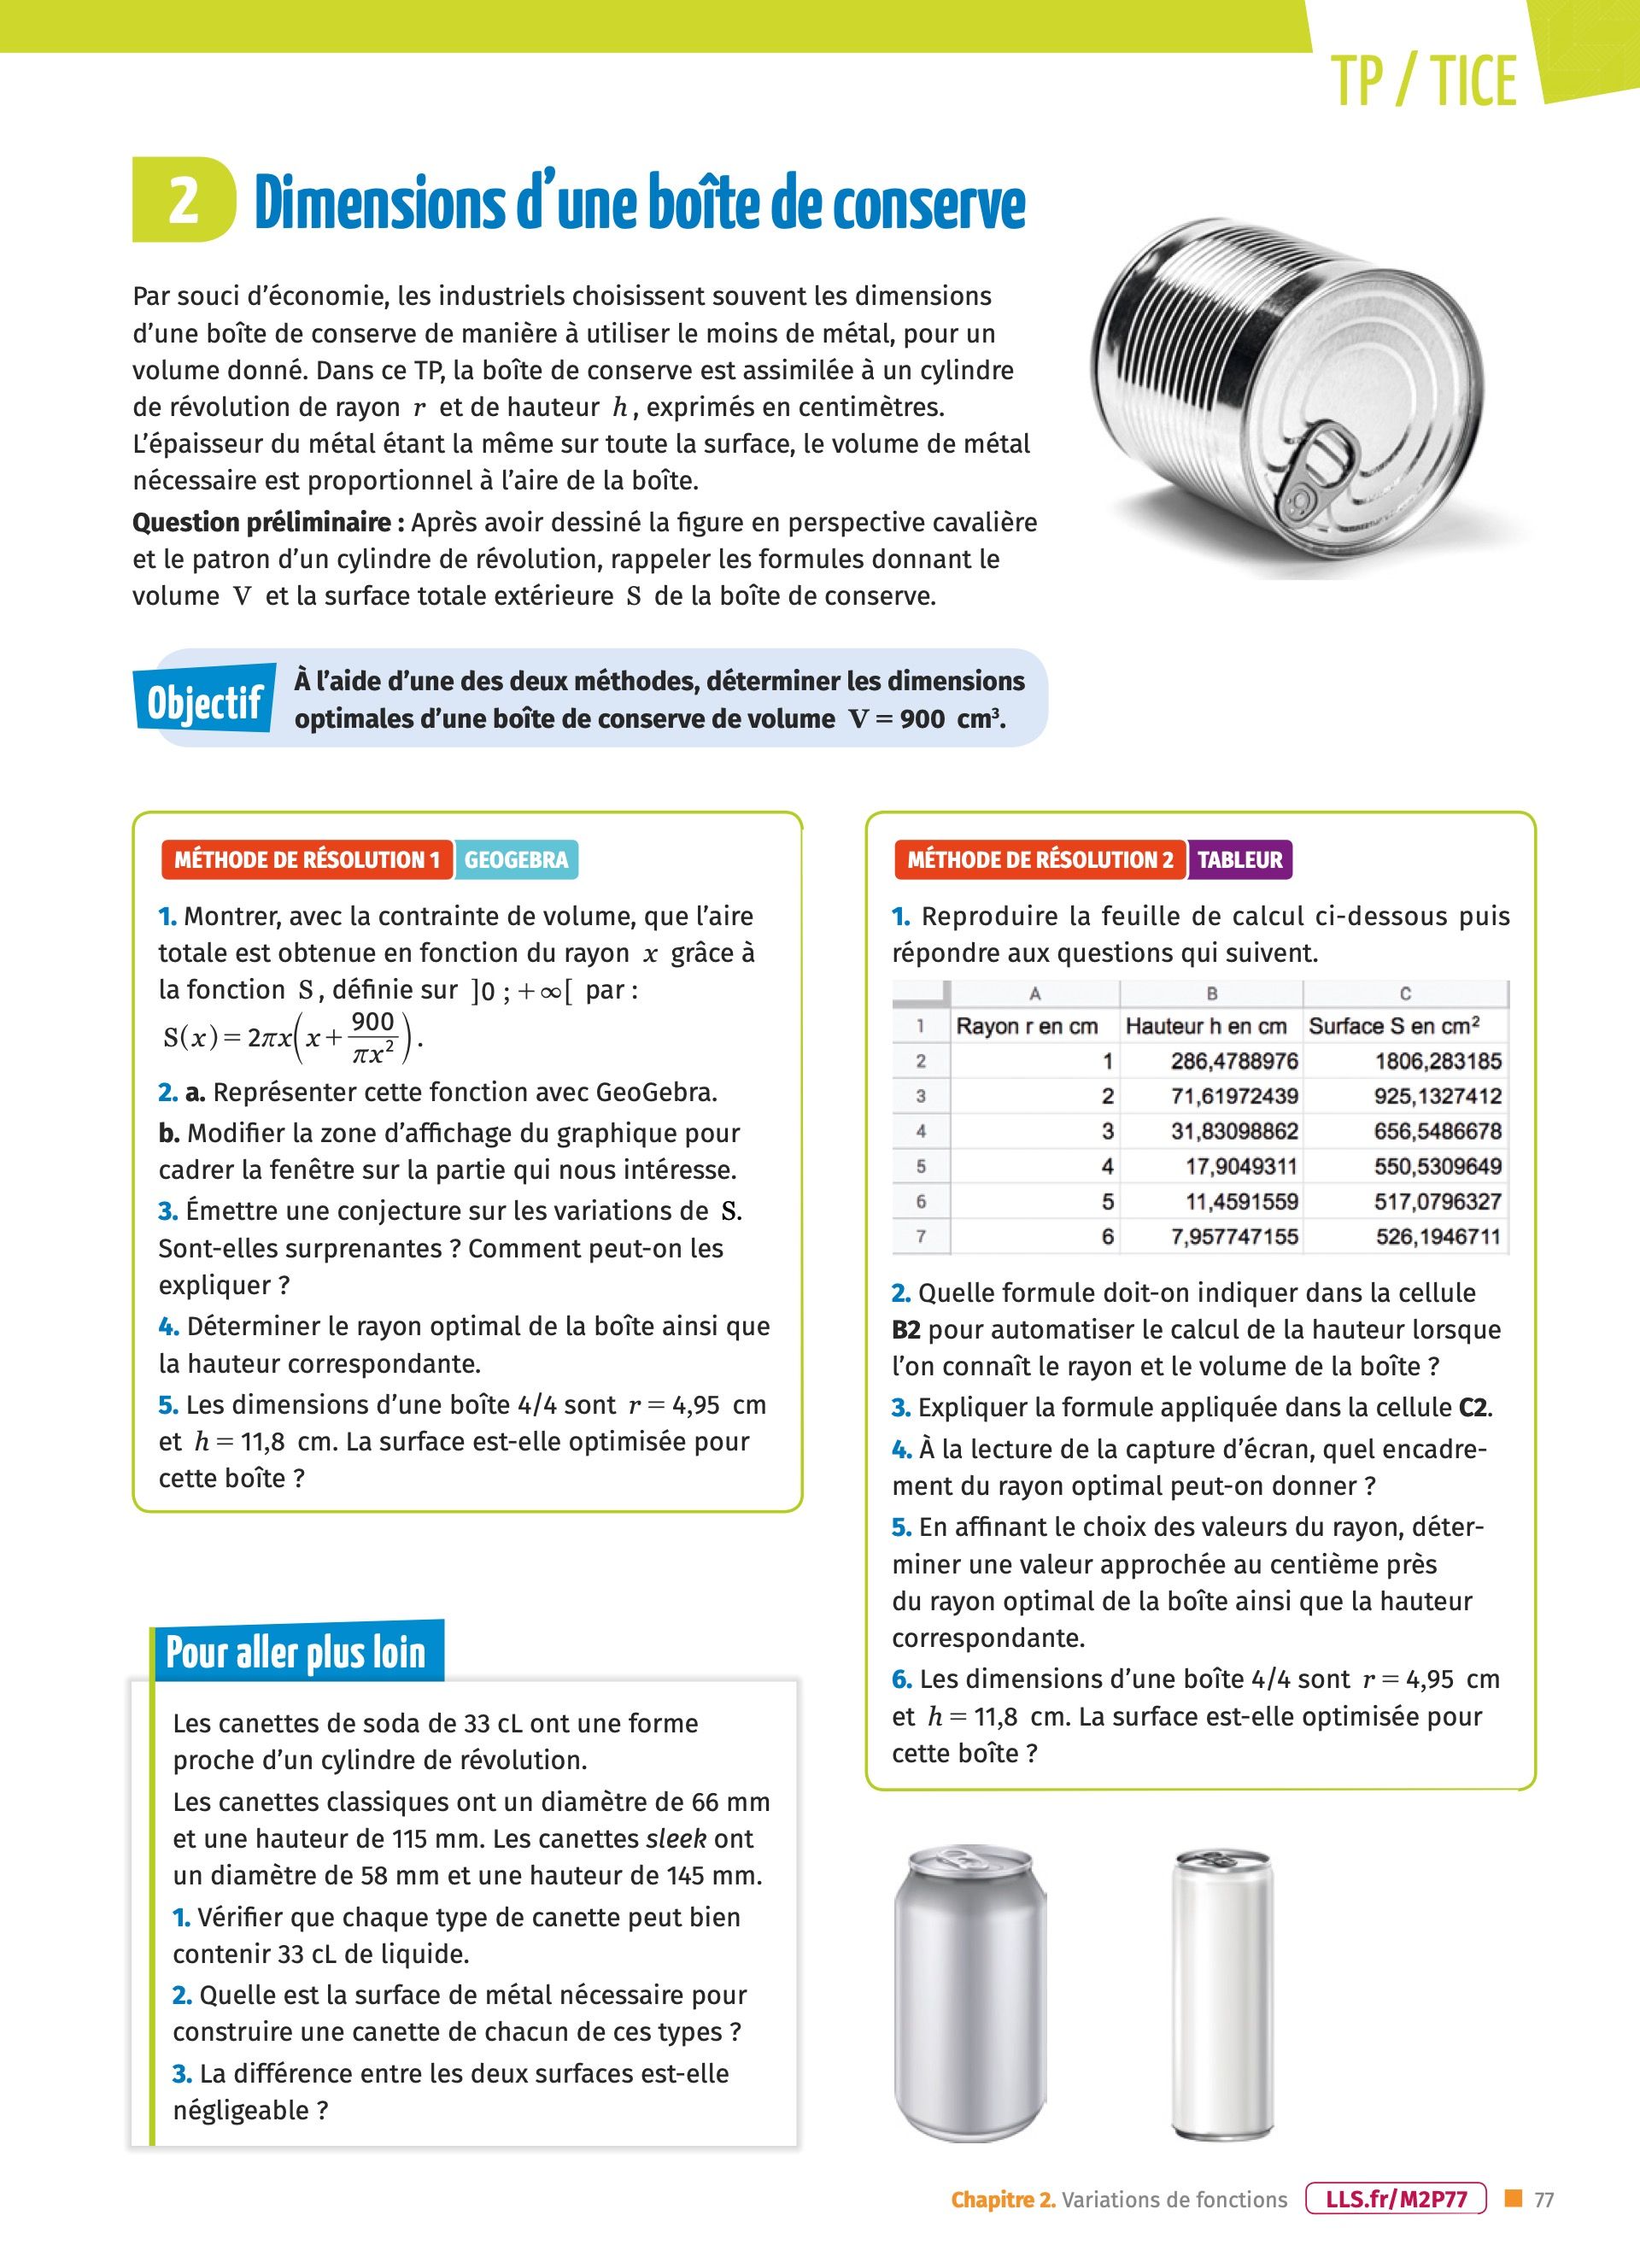 TP / TICE
2 Dimensions d’une boîte de conserve
Par souci d’économie, les industriels choisissent souvent les dimensions
d’une boîte de conserve de manière à utiliser le moins de métal, pour un
volume donné. Dans ce TP, la boîte de conserve est assimilée à un cylindre
de révolution de rayon r et de hauteur h, exprimés en centimètres.
L’épaisseur du métal étant la même sur toute la surface, le volume de métal
nécessaire est proportionnel à l’aire de la boîte.
Question préliminaire : Après avoir dessiné la figure en perspective cavalière
et le patron d’un cylindre de révolution, rappeler les formules donnant le
volume V et la surface totale extérieure S de la boîte de conserve.
Objectif
À l’aide d’une des deux méthodes, déterminer les dimensions
optimales d’une boîte de conserve de volume V = 900 cm³.
MÉTHODE DE RÉSOLUTION 1 GEOGEBRA
1. Montrer, avec la contrainte de volume, que l’aire
totale est obtenue en fonction du rayon x grâce à
la fonction S, définie sur ]0 ; +∞[ par :
S(x) = 2πx(x + 900/πx²).
2. a. Représenter cette fonction avec GeoGebra.
b. Modifier la zone d’affichage du graphique pour
cadrer la fenêtre sur la partie qui nous intéresse.
3. Émettre une conjecture sur les variations de S.
Sont-elles surprenantes ? Comment peut-on les
expliquer ?
4. Déterminer le rayon optimal de la boîte ainsi que
la hauteur correspondante.
5. Les dimensions d’une boîte 4/4 sont r = 4,95 cm
et h = 11,8 cm. La surface est-elle optimisée pour
cette boîte ?
Pour aller plus loin
Les canettes de soda de 33 cL ont une forme
proche d’un cylindre de révolution.
Les canettes classiques ont un diamètre de 66 mm
et une hauteur de 115 mm. Les canettes sleek ont
un diamètre de 58 mm et une hauteur de 145 mm.
1. Vérifier que chaque type de canette peut bien
contenir 33 cL de liquide.
2. Quelle est la surface de métal nécessaire pour
construire une canette de chacun de ces types ?
3. La différence entre les deux surfaces est-elle
négligeable ?
MÉTHODE DE RÉSOLUTION 2 TABLEUR
1. Reproduire la feuille de calcul ci-dessous puis
répondre aux questions qui suivent.
A B C
1 Rayon r en cm Hauteur h en cm Surface S en cm²
2 1 286,4788976 1806,283185
3 2 71,61972439 925,1327412
4 3 31,83098862 656,5486678
5 4 17,9049311 550,5309649
6 5 11,4591559 517,0796327
7 6 7,957747155 526,1946711
2. Quelle formule doit-on indiquer dans la cellule
B2 pour automatiser le calcul de la hauteur lorsque
l’on connaît le rayon et le volume de la boîte ?
3. Expliquer la formule appliquée dans la cellule C2.
4. À la lecture de la capture d’écran, quel encadre-
ment du rayon optimal peut-on donner ?
5. En affinant le choix des valeurs du rayon, déter-
miner une valeur approchée au centième près
du rayon optimal de la boîte ainsi que la hauteur
correspondante.
6. Les dimensions d’une boîte 4/4 sont r = 4,95 cm
et h = 11,8 cm. La surface est-elle optimisée pour
cette boîte ?
Chapitre 2. Variations de fonctions LLS.fr/M2P77 77